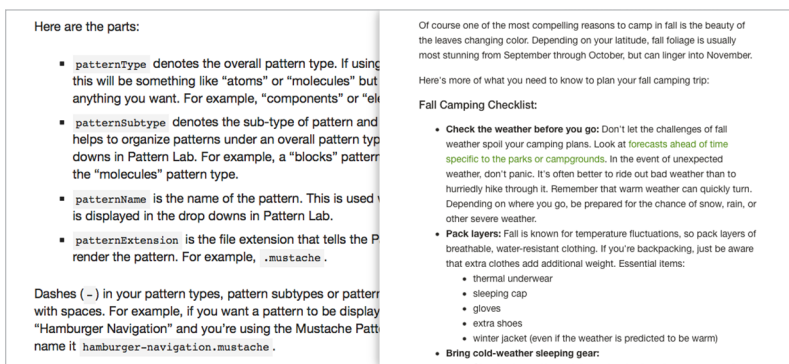 Here are the parts:
patternType denotes the overall pattern type. If using
this will be something like “atoms” or “molecules” but
anything you want. For example, “components” or “ele
patternSubtype denotes the sub-type of pattern and
helps to organize patterns under an overall pattern typ
downs in Pattern Lab. For example, a “blocks” pattern
the “molecules” pattern type.
patternName is the name of the pattern. This is used
is displayed in the drop downs in Pattern Lab.
patternExtension is the file extension that tells the P
render the pattern. For example, .mustache.
Dashes (-) in your pattern types, pattern subtypes or patter
with spaces. For example, if you want a pattern to be display
“Hamburger Navigation” and you’re using the Mustache Patt
name it hamburger-navigation.mustache.
Of course one of the most compelling reasons to camp in fall is the beauty of
the leaves changing color. Depending on your latitude, fall foliage is usually
most stunning from September through October, but can linger into November.
Here’s more of what you need to know to plan your fall camping trip:
Fall Camping Checklist:
Check the weather before you go: Don’t let the challenges of fall
weather spoil your camping plans. Look at forecasts ahead of time
specific to the parks or campgrounds. In the event of unexpected
weather, don’t panic. It’s often better to ride out bad weather than to
hurriedly hike through it. Remember that warm weather can quickly turn.
Depending on where you go, be prepared for the chance of snow, rain, or
other severe weather.
Pack layers: Fall is known for temperature fluctuations, so pack layers of
breathable, water-resistant clothing. If you’re backpacking, just be aware
that extra clothes add additional weight. Essential items:
thermal underwear
sleeping cap
gloves
extra shoes
winter jacket (even if the weather is predicted to be warm)
Bring cold-weather sleeping gear: